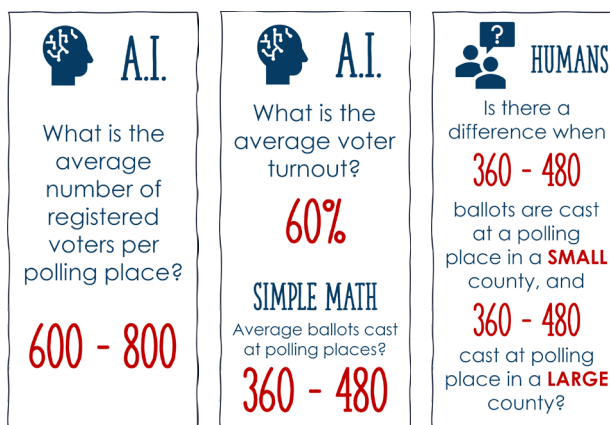 A.I.
What is the
average
number of
registered
voters per
polling place?
600 - 800
A.I.
What is the
average voter
turnout?
60%
SIMPLE MATH
Average ballots cast
at polling places?
360 - 480
?
HUMANS
Is there a
difference when
360 - 480
ballots are cast
at a polling
place in a SMALL
county, and
360 - 480
cast at polling
place in a LARGE
county?